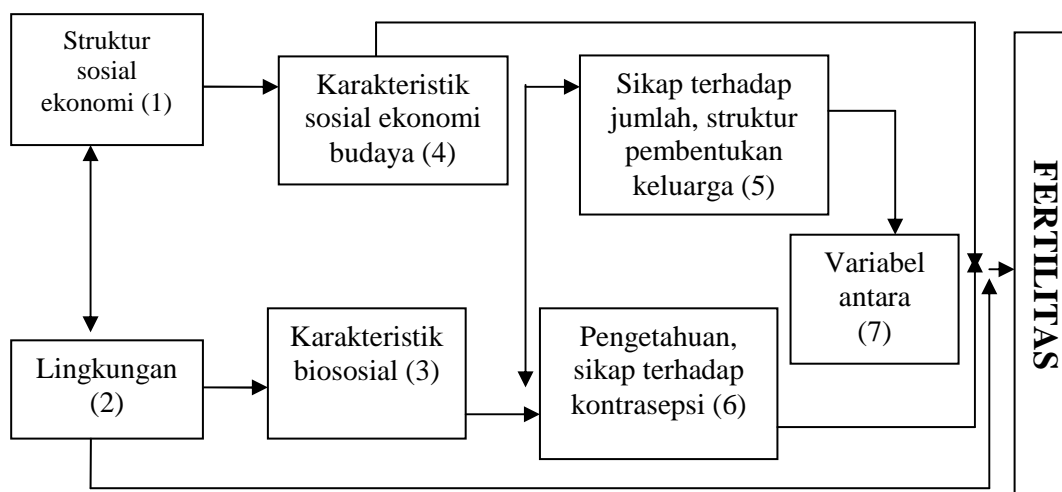 Struktur
sosial
ekonomi (1)
Karakteristik
sosial ekonomi
budaya (4)
Sikap terhadap
jumlah, struktur
pembentukan
keluarga (5)
Variabel
antara
(7)
Lingkungan
(2)
Karakteristik
biososial (3)
Pengetahuan,
sikap terhadap
kontrasepsi (6)
FERTILITAS